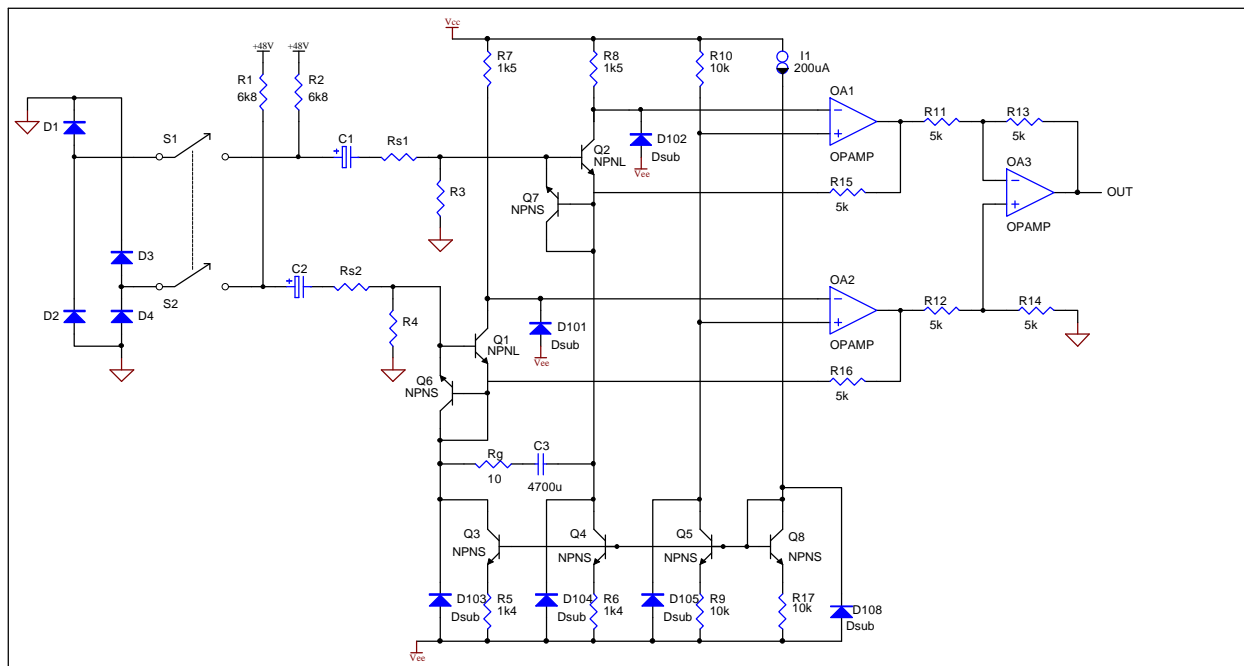 Vcc
+48V
+48V
R1
6k8
R2
6k8
R7
1k5
R8
1k5
R10
10k
I1
200uA
D1
S1
C1
+
Rs1
R3
Q2
NPNL
Q7
NPNS
D102
Dsub
Vee
OA1
OPAMP
R11
5k
R13
5k
OA3
OPAMP
OUT
R15
5k
D3
S2
D2
D4
C2
+
Rs2
R4
Q1
NPNL
Q6
NPNS
D101
Dsub
Vee
OA2
OPAMP
R12
5k
R14
5k
R16
5k
Rg
10
C3
4700u
Q3
NPNS
Q4
NPNS
Q5
NPNS
Q8
NPNS
D103
Dsub
R5
1k4
D104
Dsub
R6
1k4
D105
Dsub
R9
10k
R17
10k
D108
Dsub
Vee